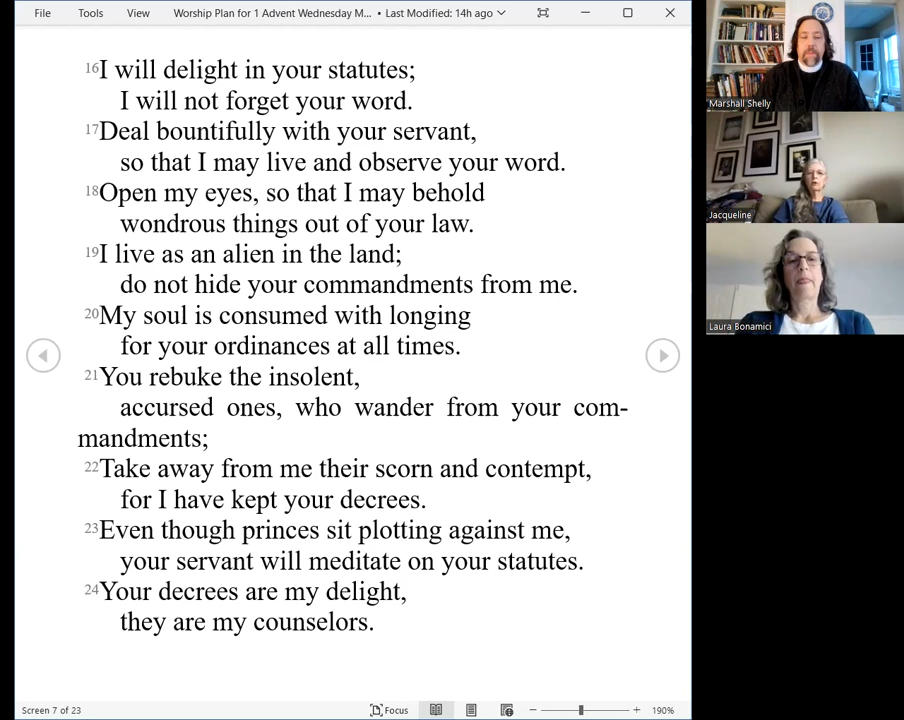 File Tools View Worship Plan for 1 Advent Wednesday M... • Last Modified: 14h ago
16I will delight in your statutes;
I will not forget your word.
17Deal bountifully with your servant,
so that I may live and observe your word.
18Open my eyes, so that I may behold
wondrous things out of your law.
19I live as an alien in the land;
do not hide your commandments from me.
20My soul is consumed with longing
for your ordinances at all times.
21You rebuke the insolent,
accursed ones, who wander from your com-
mandments;
22Take away from me their scorn and contempt,
for I have kept your decrees.
23Even though princes sit plotting against me,
your servant will meditate on your statutes.
24Your decrees are my delight,
they are my counselors.
Screen 7 of 23 Focus 190%
Marshall Shelly
Jacqueline
Laura Bonamici